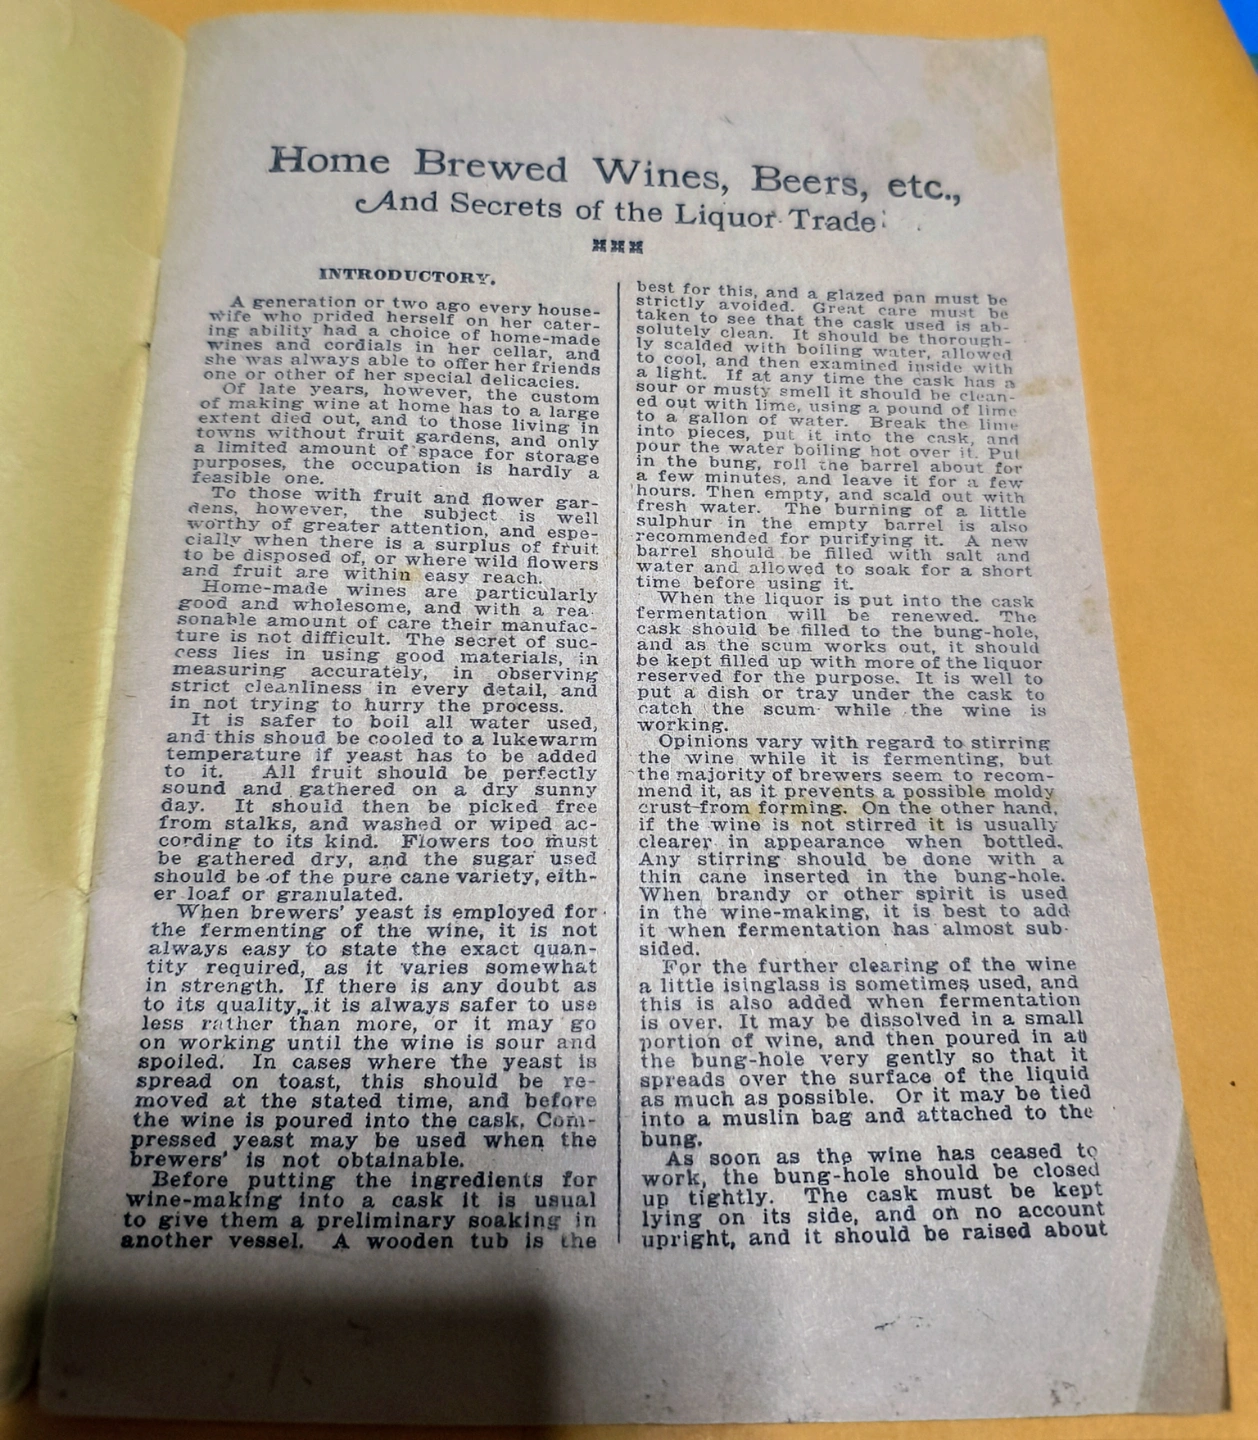 Home Brewed Wines, Beers, etc.,
And Secrets of the Liquor Trade
INTRODUCTORY.
A generation or two ago every house-
wife who prided herself on her cater-
ing ability had a choice of home-made
wines and cordials in her cellar, and
she was always able to offer her friends
one or other of her special delicacies.
Of late years, however, the custom
of making wine at home has to a large
extent died out, and to those living in
towns without fruit gardens, and only
a limited amount of space for storage
purposes, the occupation is hardly a
feasible one.
To those with fruit and flower gar-
dens, however, the subject is well
worthy of greater attention, and espe-
cially when there is a surplus of fruit
to be disposed of, or where wild flowers
and fruit are within easy reach.
Home-made wines are particularly
good and wholesome, and with a rea-
sonable amount of care their manufac-
ture is not difficult. The secret of suc-
cess lies in using good materials, in
measuring accurately, in observing
strict cleanliness in every detail, and
in not trying to hurry the process.
It is safer to boil all water used,
and this shoud be cooled to a lukewarm
temperature if yeast has to be added
to it. All fruit should be perfectly
sound and gathered on a dry sunny
day. It should then be picked free
from stalks, and washed or wiped ac-
cording to its kind. Flowers too must
be gathered dry, and the sugar used
should be of the pure cane variety, eith-
er loaf or granulated.
When brewers' yeast is employed for
the fermenting of the wine, it is not
always easy to state the exact quan-
tity required, as it varies somewhat
in strength. If there is any doubt as
to its quality, it is always safer to use
less rather than more, or it may go
on working until the wine is sour and
spoiled. In cases where the yeast is
spread on toast, this should be re-
moved at the stated time, and before
the wine is poured into the cask. Com-
pressed yeast may be used when the
brewers' is not obtainable.
Before putting the ingredients for
wine-making into a cask it is usual
to give them a preliminary soaking in
another vessel. A wooden tub is the
best for this, and a glazed pan must be
strictly avoided. Great care must be
taken to see that the cask used is ab-
solutely clean. It should be thorough-
ly scalded with boiling water, allowed
to cool, and then examined inside with
a light. If at any time the cask has a
sour or musty smell it should be clean-
ed out with lime, using a pound of lime
to a gallon of water. Break the lime
into pieces, put it into the cask, and
pour the water boiling hot over it. Put
in the bung, roll the barrel about for
a few minutes, and leave it for a few
hours. Then empty, and scald out with
fresh water. The burning of a little
sulphur in the empty barrel is also
recommended for purifying it. A new
barrel should be filled with salt and
water and allowed to soak for a short
time before using it.
When the liquor is put into the cask
fermentation will be renewed. The
cask should be filled to the bung-hole,
and as the scum works out, it should
be kept filled up with more of the liquor
reserved for the purpose. It is well to
put a dish or tray under the cask to
catch the scum while the wine is
working.
Opinions vary with regard to stirring
the wine while it is fermenting, but
the majority of brewers seem to recom-
mend it, as it prevents a possible moldy
crust from forming. On the other hand,
if the wine is not stirred it is usually
clearer in appearance when bottled.
Any stirring should be done with a
thin cane inserted in the bung-hole.
When brandy or other spirit is used
in the wine-making, it is best to add
it when fermentation has almost sub-
sided.
For the further clearing of the wine
a little isinglass is sometimes used, and
this is also added when fermentation
is over. It may be dissolved in a small
portion of wine, and then poured in at
the bung-hole very gently so that it
spreads over the surface of the liquid
as much as possible. Or it may be tied
into a muslin bag and attached to the
bung.
As soon as the wine has ceased to
work, the bung-hole should be closed
up tightly. The cask must be kept
lying on its side, and on no account
upright, and it should be raised about